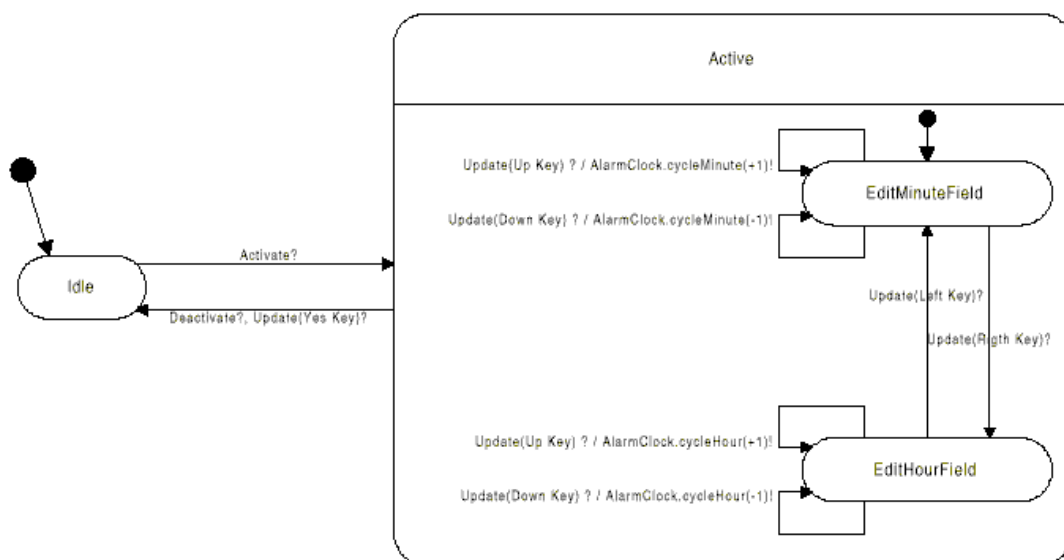 Active
Update(Up Key) ? / AlarmClock.cycleMinute(+1)!
EditMinuteField
Update(Down Key) ? / AlarmClock.cycleMinute(-1)!
Activate?
Idle
Update(Left Key)?
Deactivate?, Update(Yes Key)?
Update(Rigth Key)?
Update(Up Key) ? / AlarmClock.cycleHour(+1)!
EditHourField
Update(Down Key) ? / AlarmClock.cycleHour(-1)!